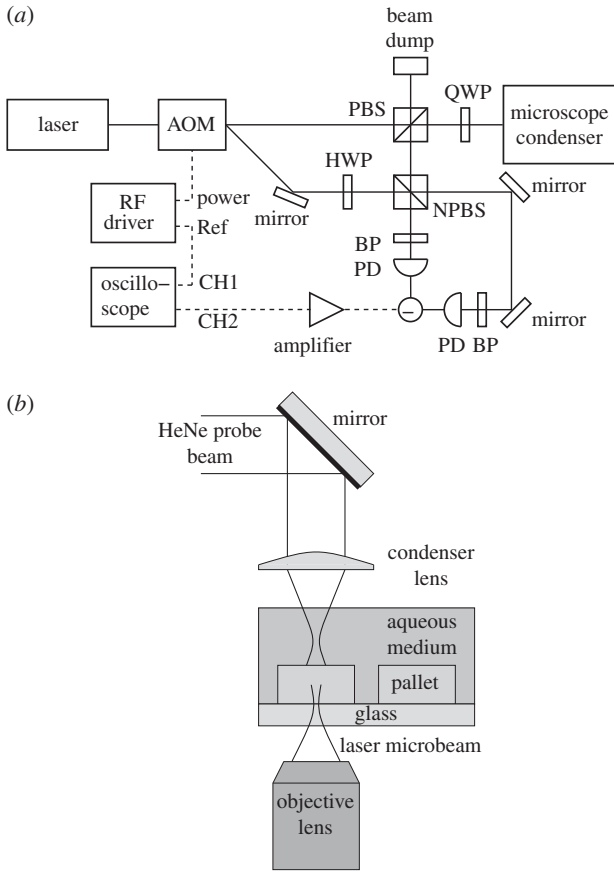 (a)
beam
dump
PBS
QWP
laser
AOM
microscope
condenser
HWP
power
mirror
NPBS
mirror
RF
driver
Ref
BP
PD
oscillo–
scope
CH1
CH2
amplifier
–
PD BP
mirror
(b)
mirror
HeNe probe
beam
condenser
lens
aqueous
medium
pallet
glass
laser microbeam
objective
lens